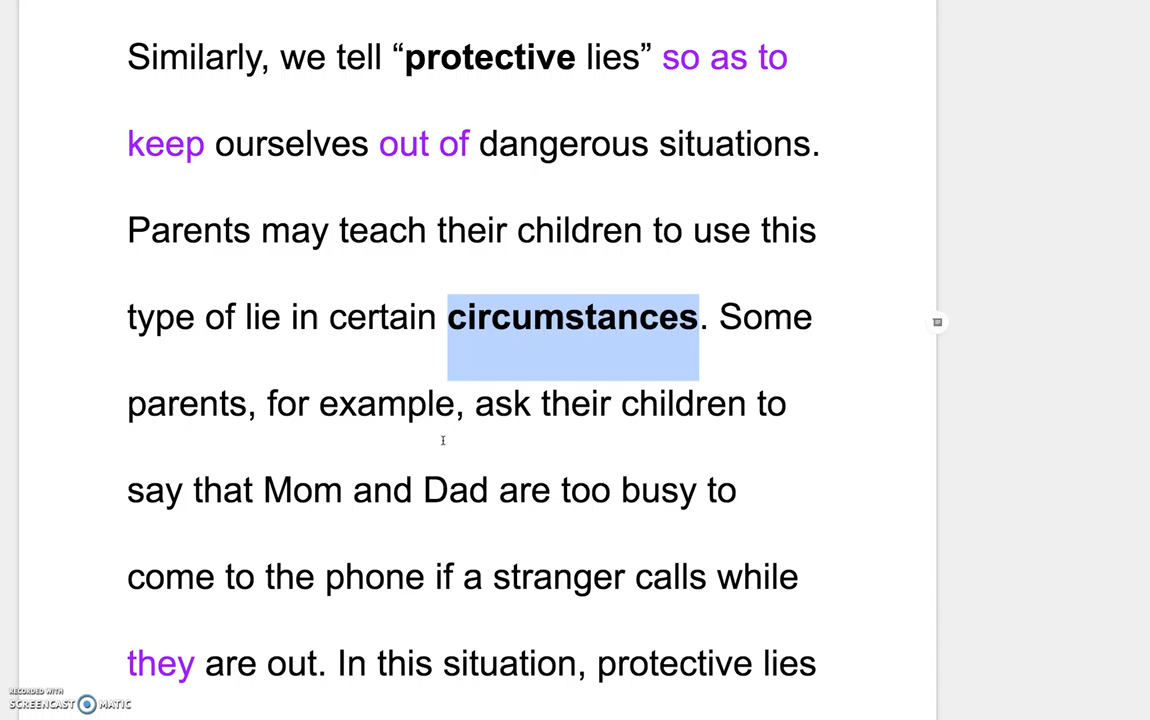 Similarly, we tell “protective lies” so as to
keep ourselves out of dangerous situations.
Parents may teach their children to use this
type of lie in certain circumstances. Some
parents, for example, ask their children to
say that Mom and Dad are too busy to
come to the phone if a stranger calls while
they are out. In this situation, protective lies
RECORDED WITH
SCREENCAST MATIC